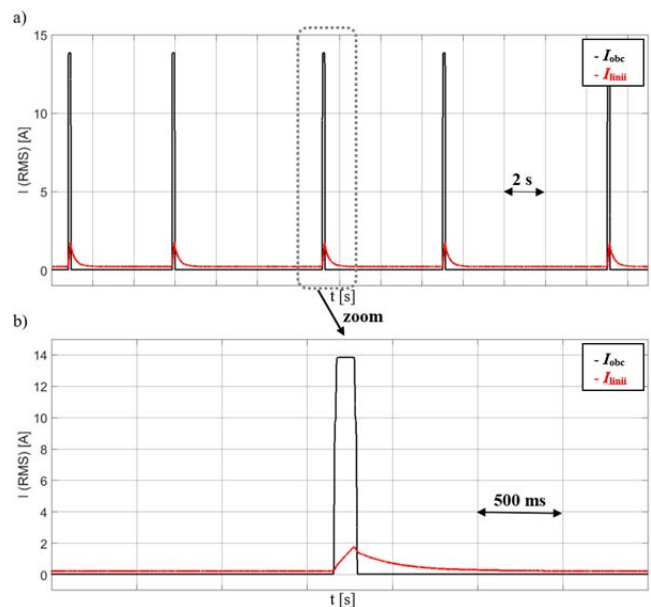 a)
15
10
5
0
I (RMS) [A]
- Iobc
- Ilinii
2 s
t [s]
zoom
b)
14
12
10
8
6
4
2
0
I (RMS) [A]
- Iobc
- Ilinii
500 ms
t [s]